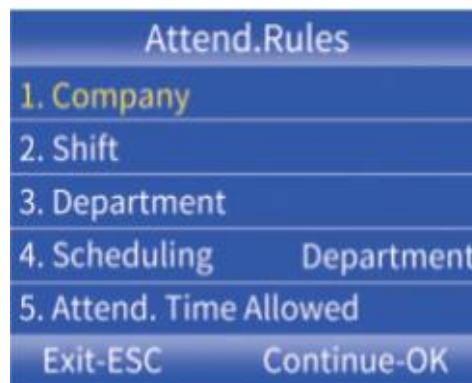 Attend.Rules
1. Company
2. Shift
3. Department
4. Scheduling Department
5. Attend. Time Allowed
Exit-ESC Continue-OK